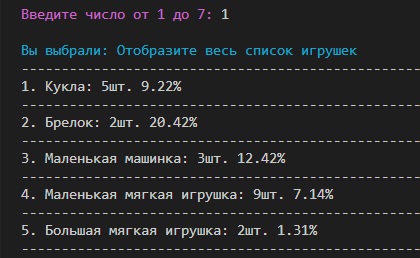 Введите число от 1 до 7: 1
Вы выбрали: Отобразите весь список игрушек
------------------------------------------------
1. Кукла: 5шт. 9.22%
------------------------------------------------
2. Брелок: 2шт. 20.42%
------------------------------------------------
3. Маленькая машинка: 3шт. 12.42%
------------------------------------------------
4. Маленькая мягкая игрушка: 9шт. 7.14%
------------------------------------------------
5. Большая мягкая игрушка: 2шт. 1.31%
------------------------------------------------